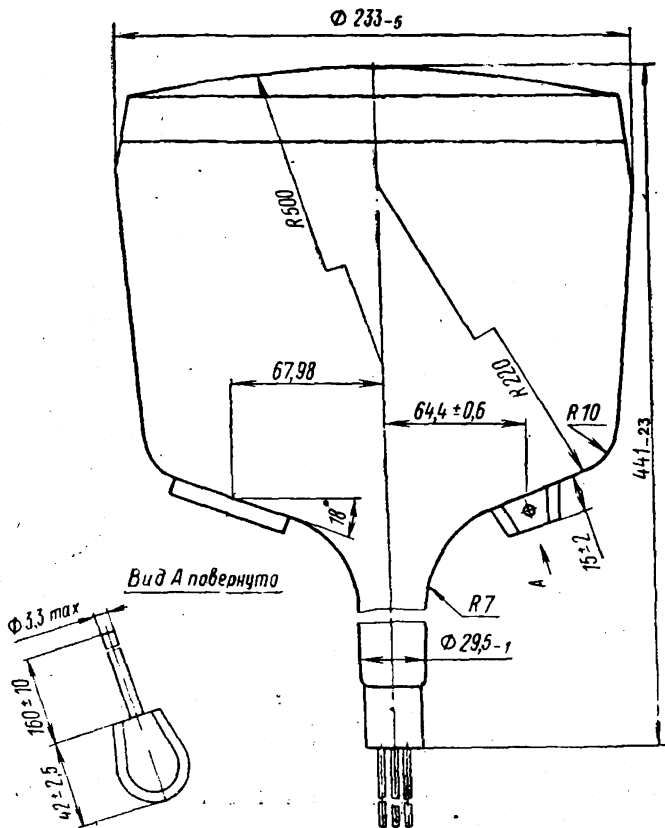 Ф 233-5
R500
R220
67,98
64,4 ±0,6
R10
441-23
18°
15±2
А
Вид А повернуто
Ф3,3 max
R7
Ф 29,5-1
160±10
42±2,5